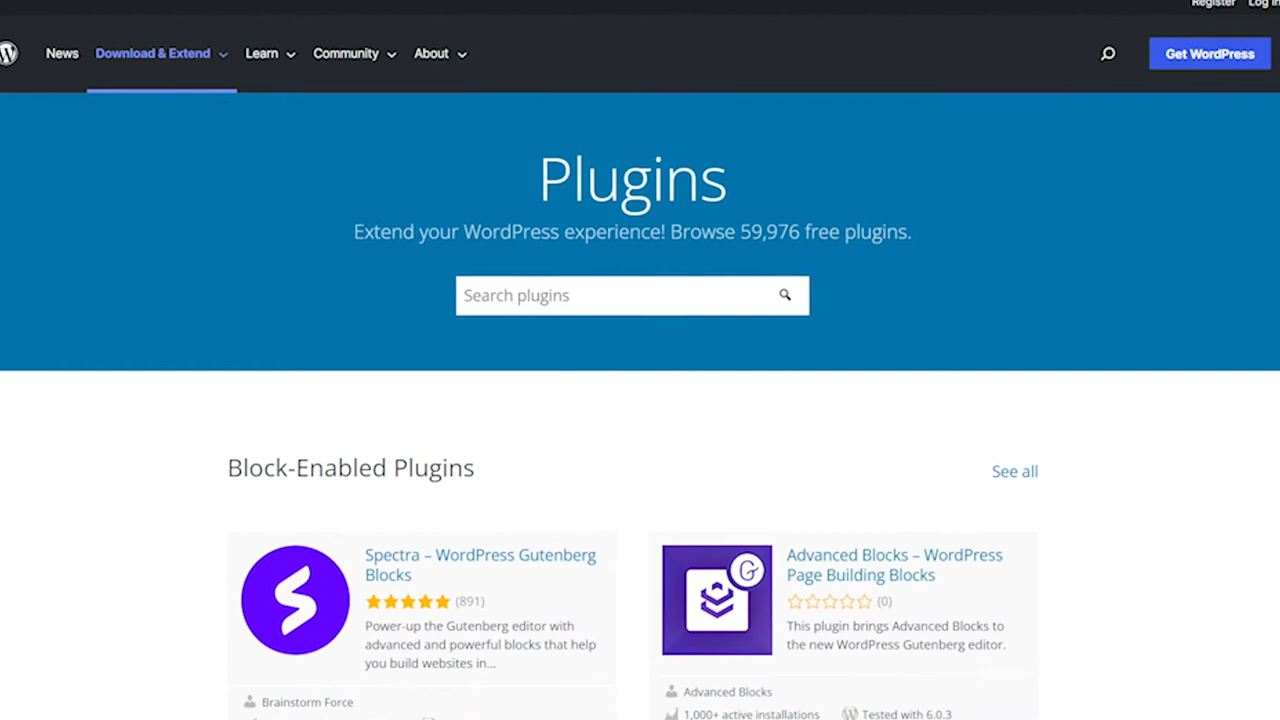 Register Log in
News Download & Extend Learn Community About Get WordPress
Plugins
Extend your WordPress experience! Browse 59,976 free plugins.
Search plugins
Block-Enabled Plugins See all
Spectra – WordPress Gutenberg
Blocks
(891)
Power-up the Gutenberg editor with
advanced and powerful blocks that help
you build websites in...
Brainstorm Force
Advanced Blocks – WordPress
Page Building Blocks
(0)
This plugin brings Advanced Blocks to
the new WordPress Gutenberg editor.
Advanced Blocks
1,000+ active installations Tested with 6.0.3